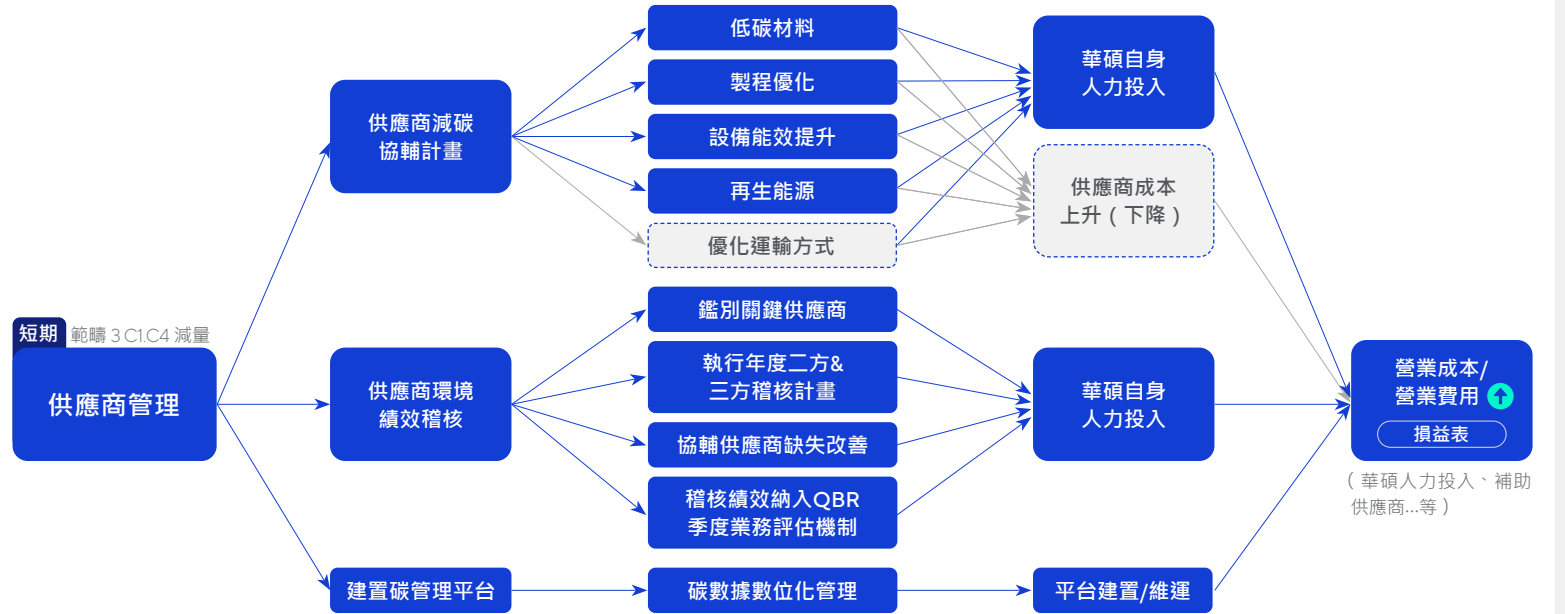 短期 範疇 3 C1.C4 減量
供應商管理
供應商減碳
協輔計畫
供應商環境
績效稽核
建置碳管理平台
低碳材料
製程優化
設備能效提升
再生能源
優化運輸方式
鑑別關鍵供應商
執行年度二方&
三方稽核計畫
協輔供應商缺失改善
稽核績效納入QBR
季度業務評估機制
碳數據數位化管理
華碩自身
人力投入
供應商成本
上升（下降）
華碩自身
人力投入
平台建置/維運
營業成本/
營業費用
損益表
（華碩人力投入、補助
供應商...等）